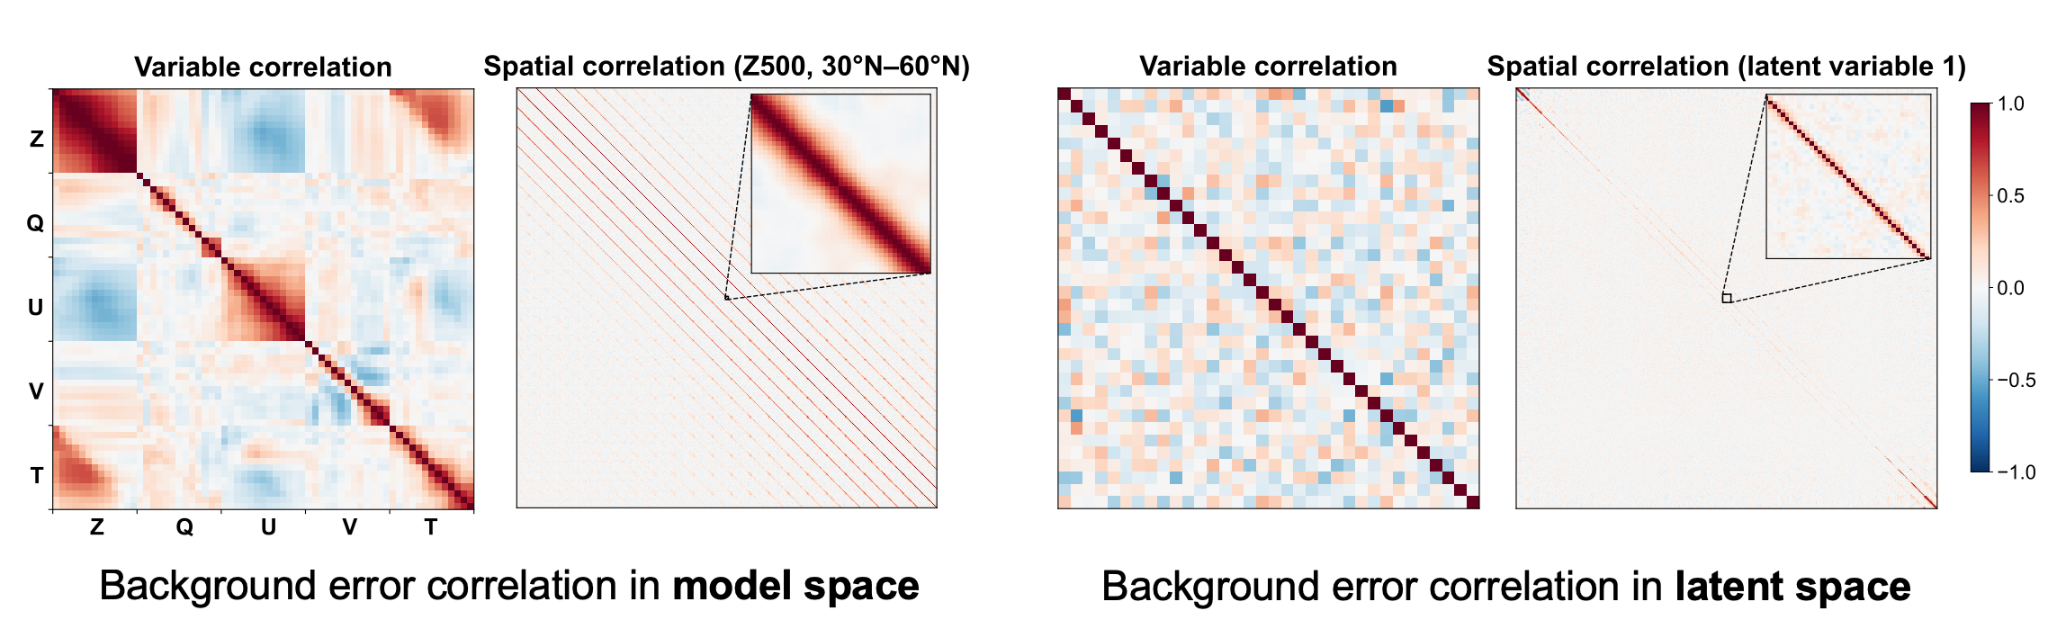 Variable correlation
Spatial correlation (Z500, 30°N–60°N)
Variable correlation
Spatial correlation (latent variable 1)
Z
Q
U
V
T
Z Q U V T
1.0
0.5
0.0
−0.5
−1.0
Background error correlation in model space
Background error correlation in latent space